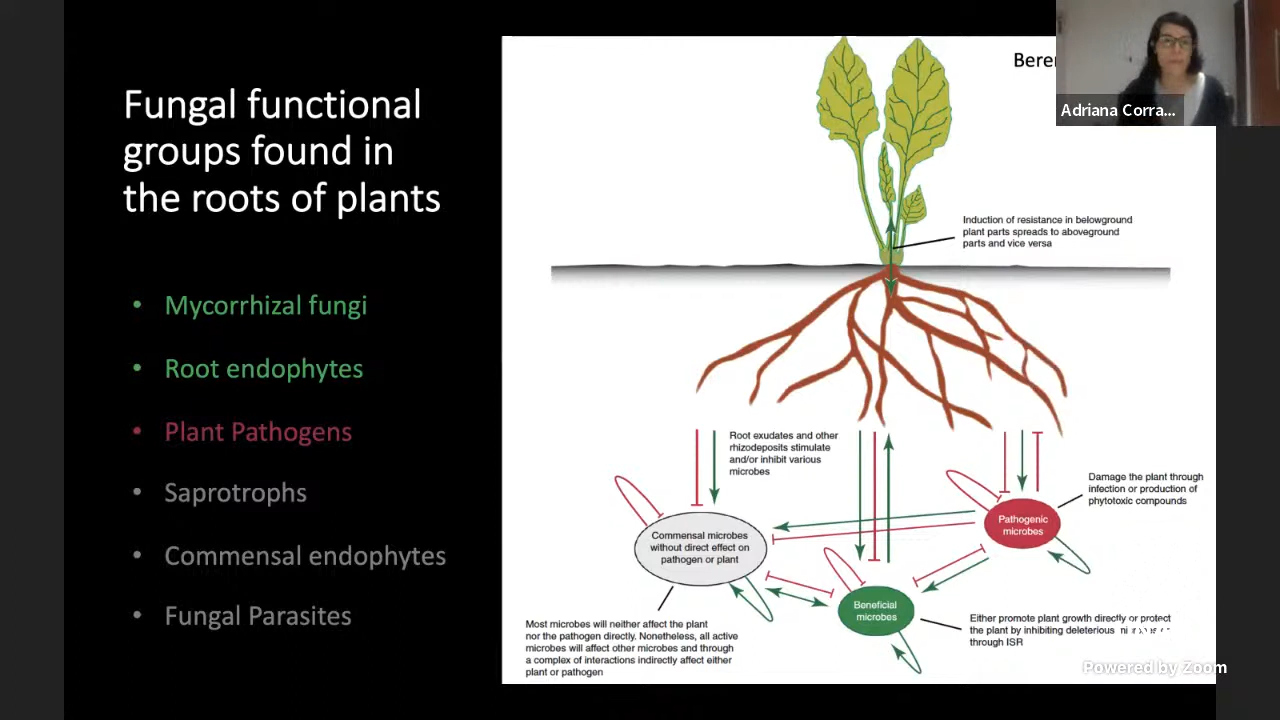 Fungal functional
groups found in
the roots of plants
• Mycorrhizal fungi
• Root endophytes
• Plant Pathogens
• Saprotrophs
• Commensal endophytes
• Fungal Parasites
Adriana Corra...
Induction of resistance in belowground
plant parts spreads to aboveground
parts and vice versa
Root exudates and other
rhizodeposits stimulate
and/or inhibit various
microbes
Damage the plant through
infection or production of
phytotoxic compounds
Pathogenic
microbes
Commensal microbes
without direct effect on
pathogen or plant
Beneficial
microbes
Most microbes will neither affect the plant
nor the pathogen directly. Nonetheless, all active
microbes will affect other microbes and through
a complex of interactions indirectly affect either
plant or pathogen
Either promote plant growth directly or protect
the plant by inhibiting deleterious
through ISR
Powered by Zoom